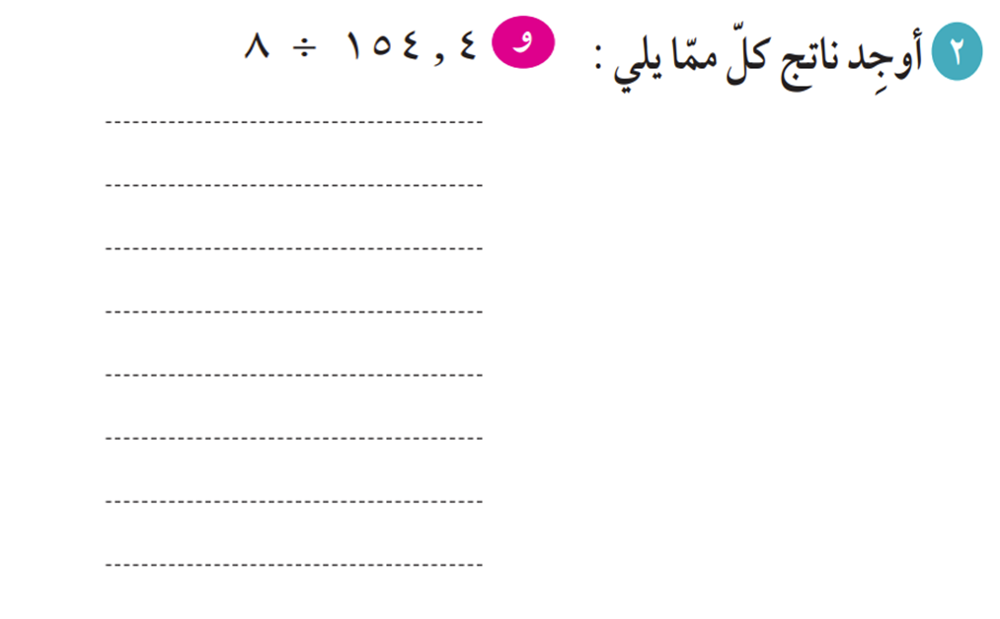 ٢ أوجِد ناتج كلّ ممّا يلي : و ١٥٤,٤ ÷ ٨